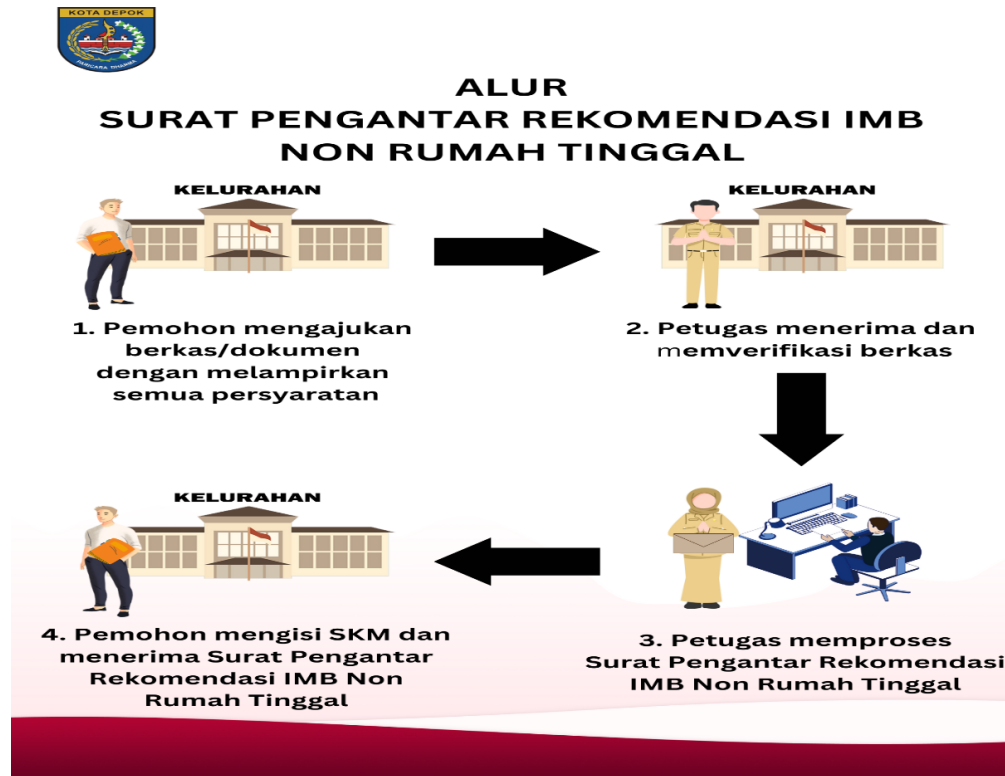 KOTA DEPOK
PARICARA DHARMA
ALUR
SURAT PENGANTAR REKOMENDASI IMB
NON RUMAH TINGGAL
KELURAHAN
1. Pemohon mengajukan
berkas/dokumen
dengan melampirkan
semua persyaratan
KELURAHAN
2. Petugas menerima dan
memverifikasi berkas
3. Petugas memproses
Surat Pengantar Rekomendasi
IMB Non Rumah Tinggal
KELURAHAN
4. Pemohon mengisi SKM dan
menerima Surat Pengantar
Rekomendasi IMB Non
Rumah Tinggal